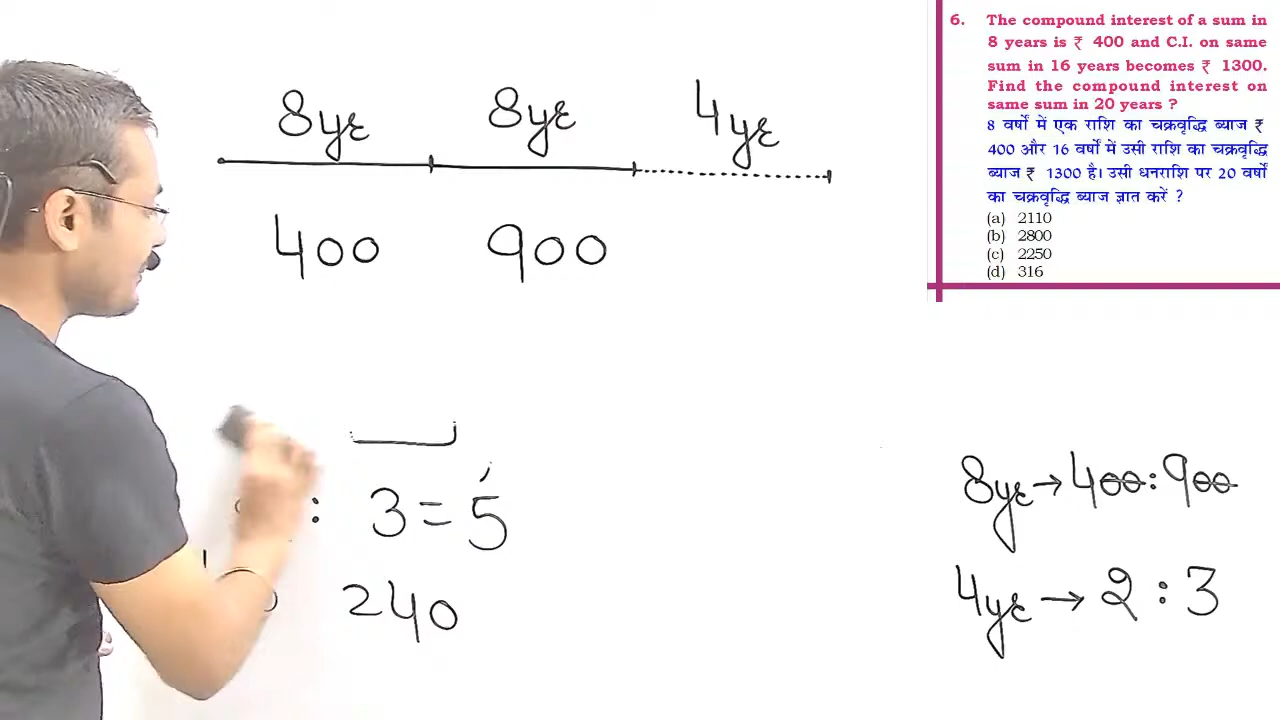 8yr 8yr 4yr
400 900
: 3 = 5
240
8yr → 400 : 900
4yr → 2 : 3
6. The compound interest of a sum in
8 years is ₹ 400 and C.I. on same
sum in 16 years becomes ₹ 1300.
Find the compound interest on
same sum in 20 years ?
8 वर्षों में एक राशि का चक्रवृद्धि ब्याज ₹
400 और 16 वर्षों में उसी राशि का चक्रवृद्धि
ब्याज ₹ 1300 है। उसी धनराशि पर 20 वर्षों
का चक्रवृद्धि ब्याज ज्ञात करें ?
(a) 2110
(b) 2800
(c) 2250
(d) 316